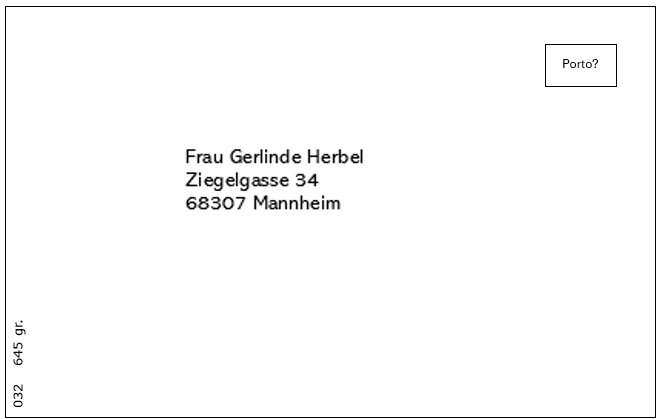 Porto?
Frau Gerlinde Herbel
Ziegelgasse 34
68307 Mannheim
032 645 gr.